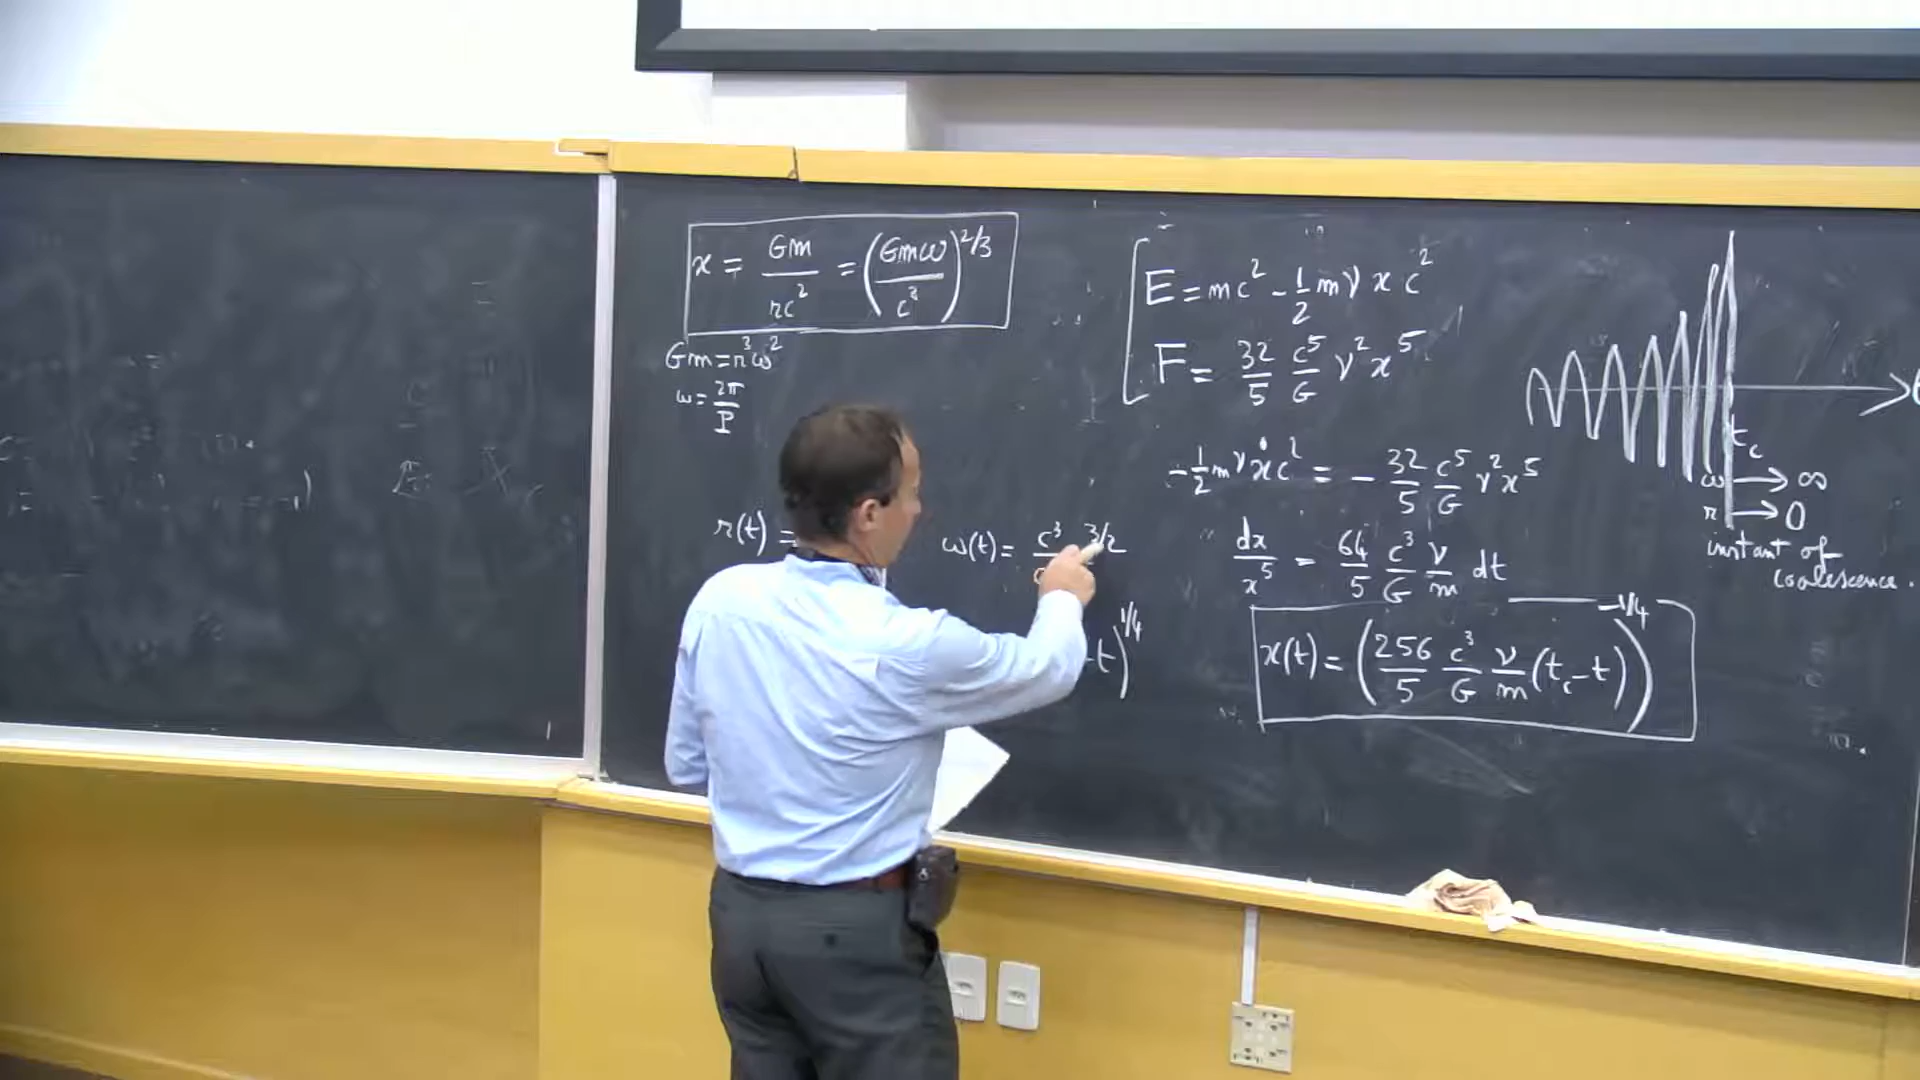 x = Gm/rc² = (Gmω/c³)^2/3
Gm = r³ω²
ω = 2π/P
r(t) =
ω(t) = c³ 3/2
-t)^1/4
E = mc² - 1/2 mν x c²
F = 32/5 c⁵/G ν² x⁵
-1/2 mν ẋ c² = - 32/5 c⁵/G ν² x⁵
dx/x⁵ = 64/5 c³/G ν/m dt
x(t) = (256/5 c³/G ν/m (t_c - t))^-1/4
t_c
ω → ∞
r → 0
instant of
coalescence.